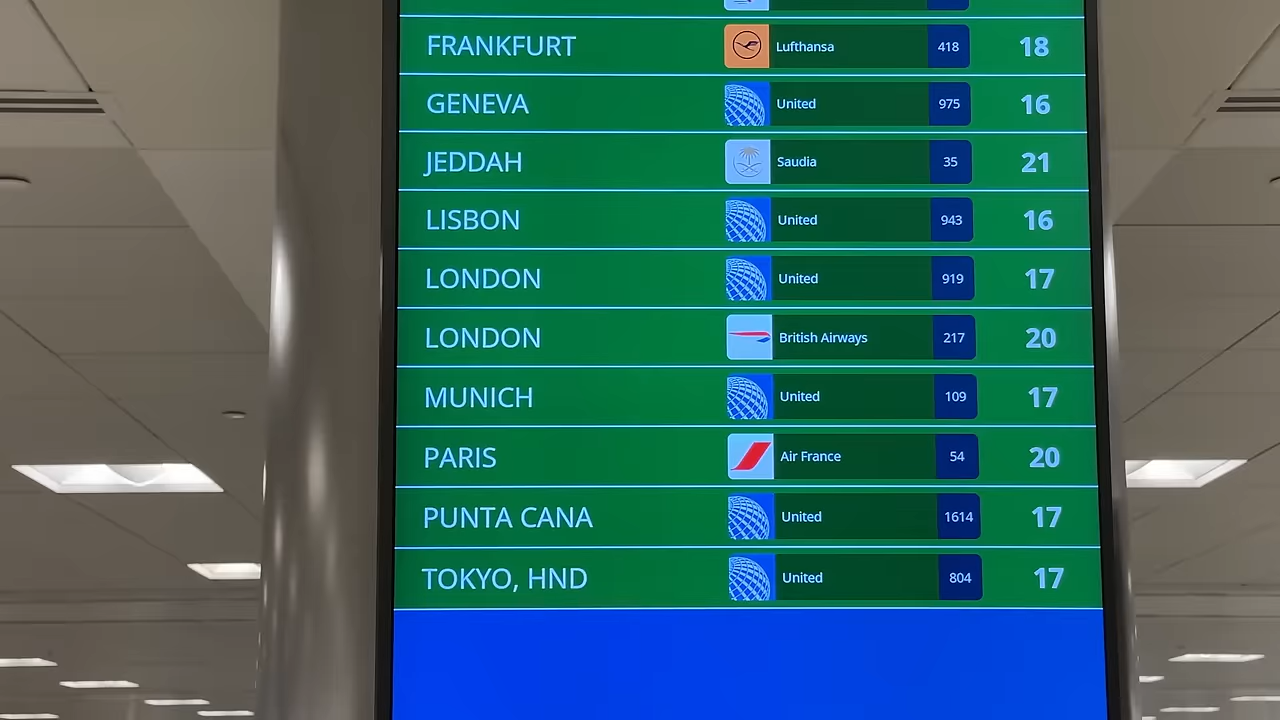 FRANKFURT Lufthansa 418 18
GENEVA United 975 16
JEDDAH Saudia 35 21
LISBON United 943 16
LONDON United 919 17
LONDON British Airways 217 20
MUNICH United 109 17
PARIS Air France 54 20
PUNTA CANA United 1614 17
TOKYO, HND United 804 17